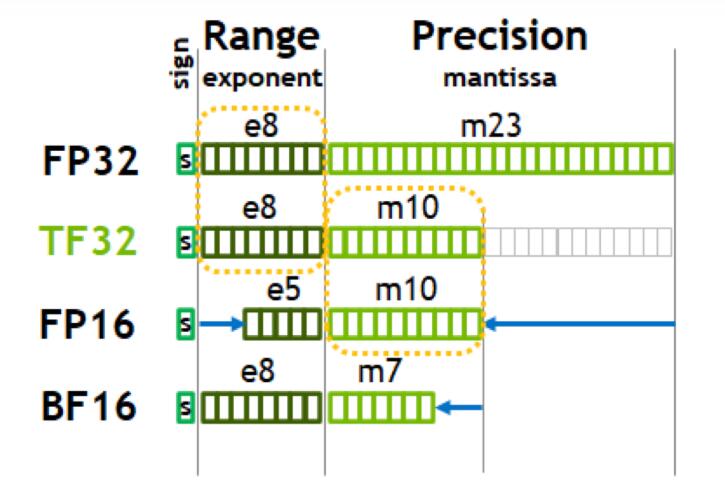 sign
Range
exponent
Precision
mantissa
e8
m23
FP32
s
e8
m10
TF32
s
e5
m10
FP16
s
e8
m7
BF16
s